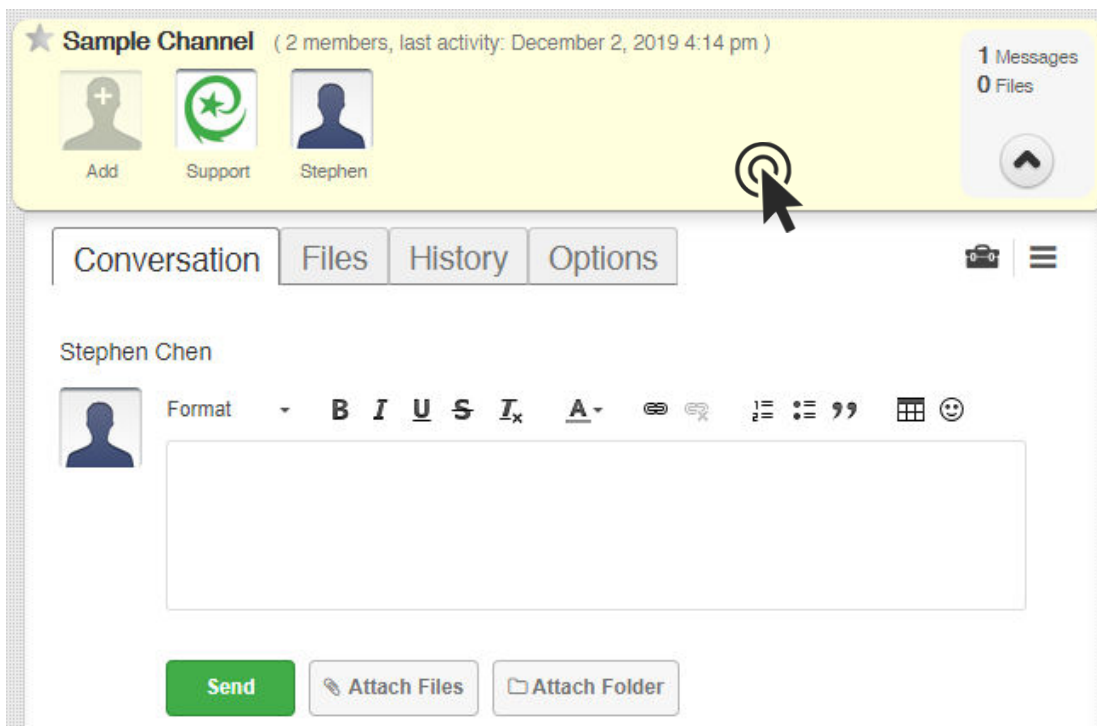 Sample Channel ( 2 members, last activity: December 2, 2019 4:14 pm )
1 Messages
0 Files
Add Support Stephen
Conversation Files History Options
Stephen Chen
Format B I U S Ix A
Send Attach Files Attach Folder